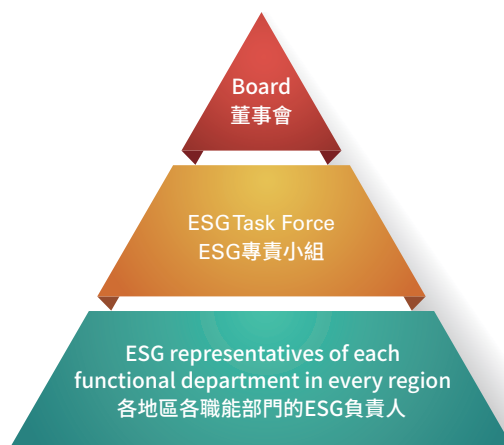 Board
董事會
ESG Task Force
ESG專責小組
ESG representatives of each
functional department in every region
各地區各職能部門的ESG負責人